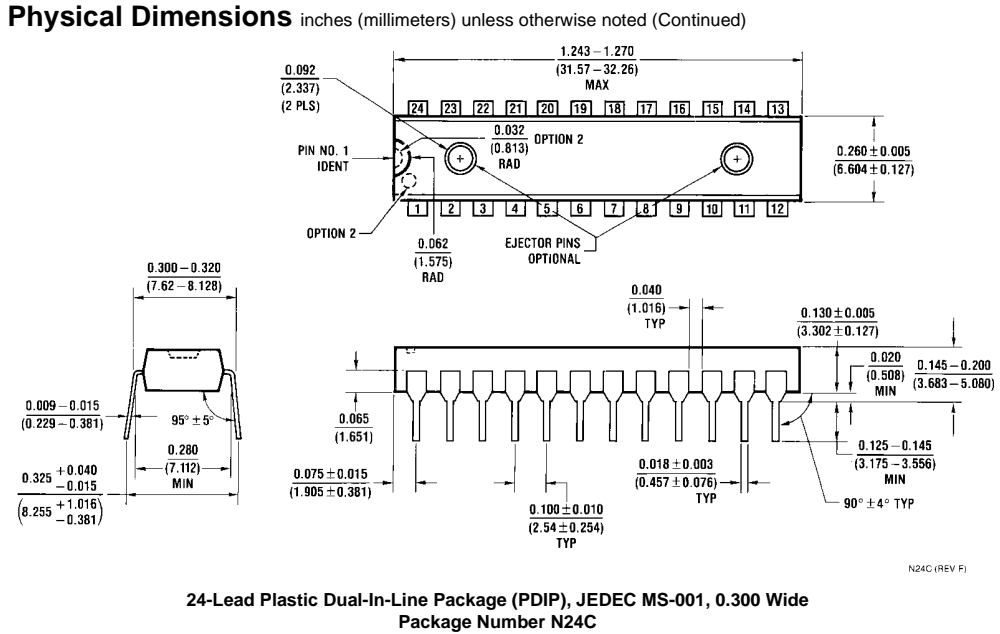 Physical Dimensions inches (millimeters) unless otherwise noted (Continued)
1.243 – 1.270
(31.57 – 32.26)
MAX
0.092
(2.337)
(2 PLS)
24 23 22 21 20 19 18 17 16 15 14 13
0.032
(0.813)
RAD
OPTION 2
PIN NO. 1
IDENT
0.260 ± 0.005
(6.604 ± 0.127)
1 2 3 4 5 6 7 8 9 10 11 12
OPTION 2
0.062
(1.575)
RAD
EJECTOR PINS
OPTIONAL
0.300 – 0.320
(7.62 – 8.128)
0.040
(1.016)
TYP
0.130 ± 0.005
(3.302 ± 0.127)
0.020
(0.508)
MIN
0.145 – 0.200
(3.683 – 5.080)
0.009 – 0.015
(0.229 – 0.381)
95° ± 5°
0.065
(1.651)
0.280
(7.112)
MIN
0.125 – 0.145
(3.175 – 3.556)
MIN
0.325 + 0.040
– 0.015
(8.255 + 1.016
– 0.381)
0.075 ± 0.015
(1.905 ± 0.381)
0.018 ± 0.003
(0.457 ± 0.076)
TYP
90° ± 4° TYP
0.100 ± 0.010
(2.54 ± 0.254)
TYP
N24C (REV F)
24-Lead Plastic Dual-In-Line Package (PDIP), JEDEC MS-001, 0.300 Wide
Package Number N24C